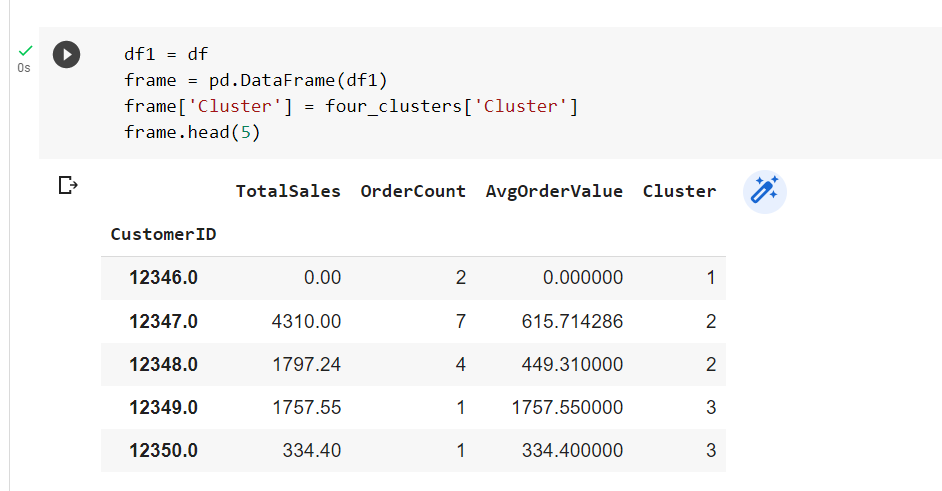 df1 = df
0s
frame = pd.DataFrame(df1)
frame['Cluster'] = four_clusters['Cluster']
frame.head(5)
TotalSales OrderCount AvgOrderValue Cluster
CustomerID
12346.0 0.00 2 0.000000 1
12347.0 4310.00 7 615.714286 2
12348.0 1797.24 4 449.310000 2
12349.0 1757.55 1 1757.550000 3
12350.0 334.40 1 334.400000 3